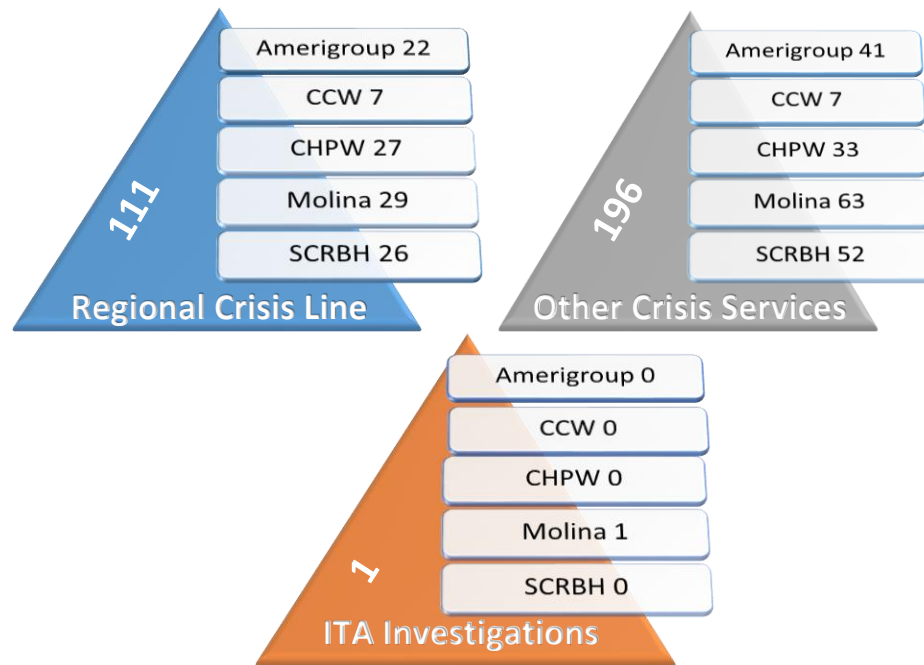 Amerigroup 22
CCW 7
CHPW 27
Molina 29
SCRBH 26
111
Regional Crisis Line
Amerigroup 41
CCW 7
CHPW 33
Molina 63
SCRBH 52
196
Other Crisis Services
Amerigroup 0
CCW 0
CHPW 0
Molina 1
SCRBH 0
1
ITA Investigations